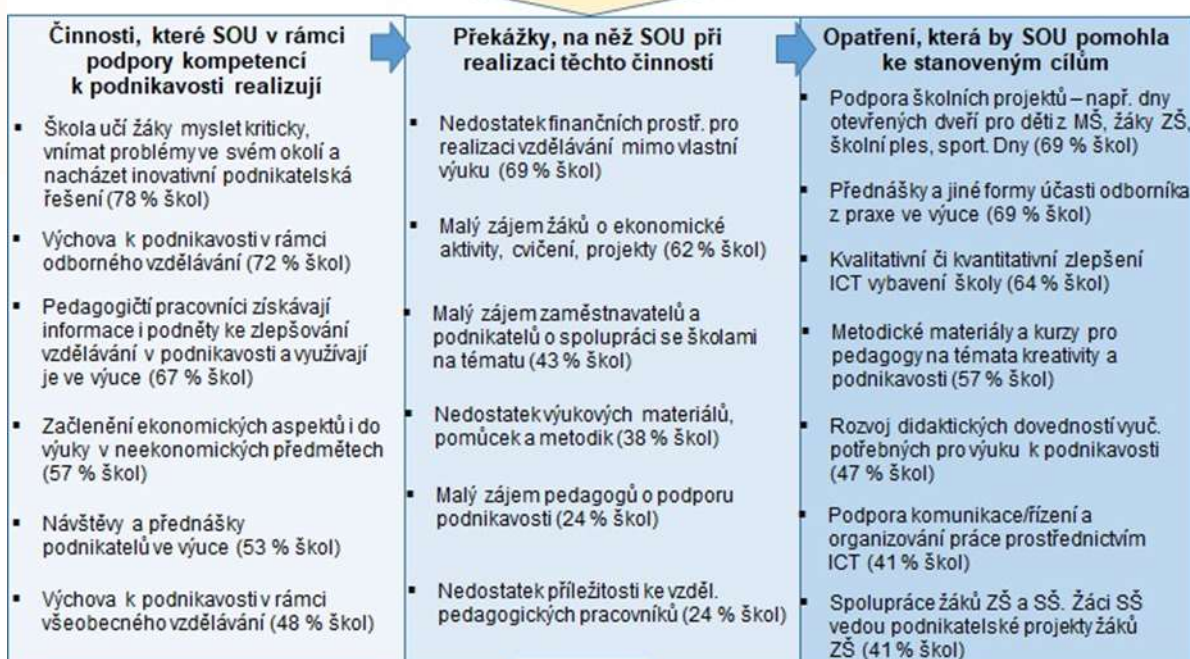 Činnosti, které SOU v rámci
podpory kompetencí
k podnikavosti realizují
▪ Škola učí žáky myslet kriticky,
vnímat problémy ve svém okolí a
nacházet inovativní podnikatelská
řešení (78 % škol)
▪ Výchova k podnikavosti v rámci
odborného vzdělávání (72 % škol)
▪ Pedagogičtí pracovníci získávají
informace i podněty ke zlepšování
vzdělávání v podnikavosti a využívají
je ve výuce (67 % škol)
▪ Začlenění ekonomických aspektů i do
výuky v neekonomických předmětech
(57 % škol)
▪ Návštěvy a přednášky
podnikatelů ve výuce (53 % škol)
▪ Výchova k podnikavosti v rámci
všeobecného vzdělávání (48 % škol)
Překážky, na něž SOU při
realizaci těchto činností
▪ Nedostatek finančních prostř. pro
realizaci vzdělávání mimo vlastní
výuku (69 % škol)
▪ Malý zájem žáků o ekonomické
aktivity, cvičení, projekty (62 % škol)
▪ Malý zájem zaměstnavatelů a
podnikatelů o spolupráci se školami
na tématu (43 % škol)
▪ Nedostatek výukových materiálů,
pomůcek a metodik (38 % škol)
▪ Malý zájem pedagogů o podporu
podnikavosti (24 % škol)
▪ Nedostatek příležitosti ke vzděl.
pedagogických pracovníků (24 % škol)
Opatření, která by SOU pomohla
ke stanoveným cílům
▪ Podpora školních projektů – např. dny
otevřených dveří pro děti z MŠ, žáky ZŠ,
školní ples, sport. Dny (69 % škol)
▪ Přednášky a jiné formy účasti odborníka
z praxe ve výuce (69 % škol)
▪ Kvalitativní či kvantitativní zlepšení
ICT vybavení školy (64 % škol)
▪ Metodické materiály a kurzy pro
pedagogy na témata kreativity a
podnikavosti (57 % škol)
▪ Rozvoj didaktických dovedností vyuč.
potřebných pro výuku k podnikavosti
(47 % škol)
▪ Podpora komunikace/řízení a
organizování práce prostřednictvím
ICT (41 % škol)
▪ Spolupráce žáků ZŠ a SŠ. Žáci SŠ
vedou podnikatelské projekty žáků
ZŠ (41 % škol)